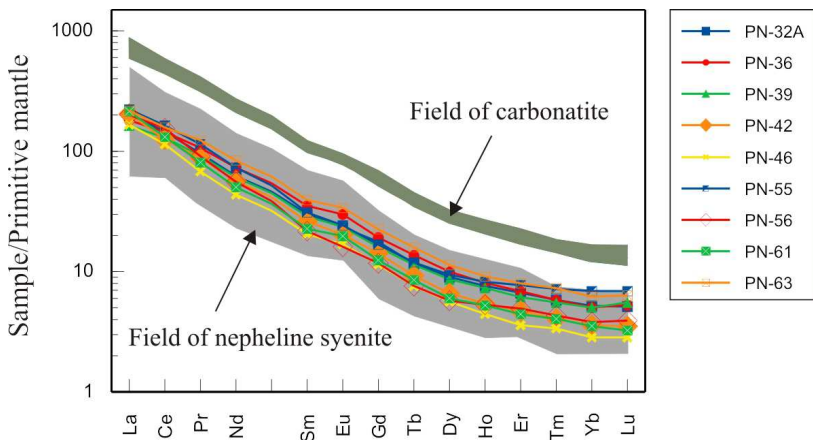 Sample/Primitive mantle
1000
100
10
1
Field of carbonatite
Field of nepheline syenite
La Ce Pr Nd Sm Eu Gd Tb Dy Ho Er Tm Yb Lu
PN-32A
PN-36
PN-39
PN-42
PN-46
PN-55
PN-56
PN-61
PN-63